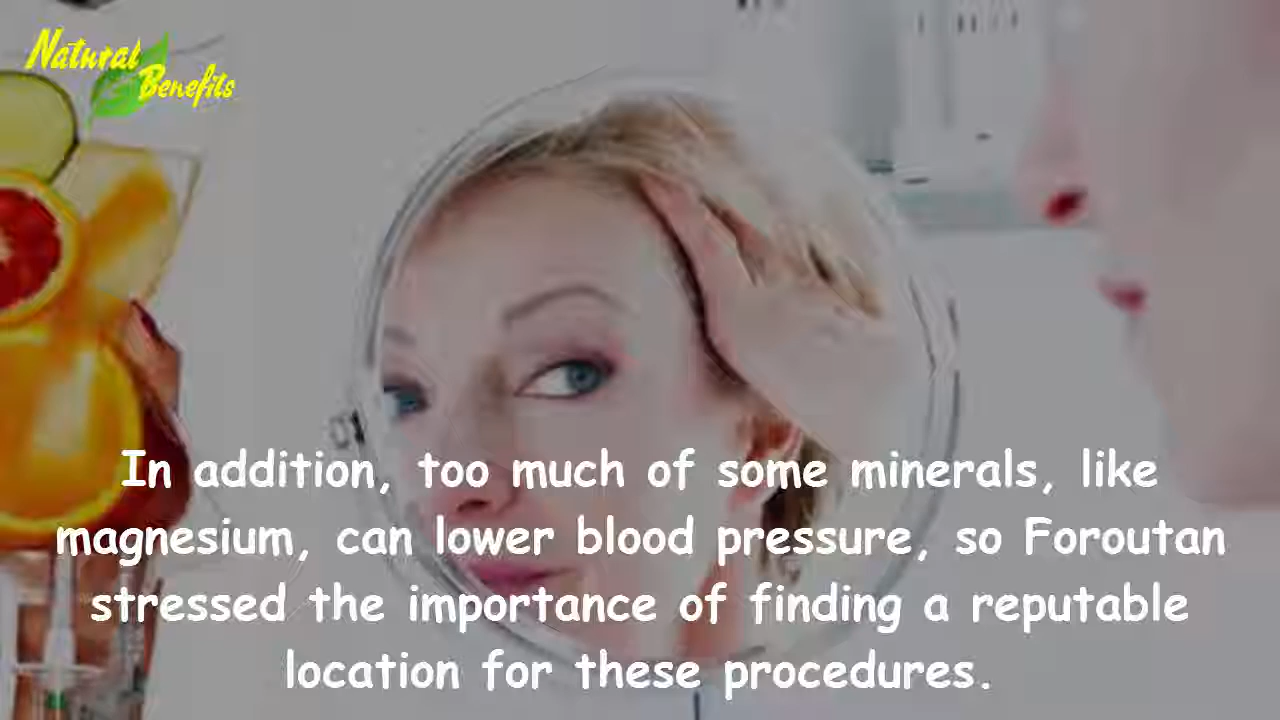 Natural
Benefits
In addition, too much of some minerals, like
magnesium, can lower blood pressure, so Foroutan
stressed the importance of finding a reputable
location for these procedures.